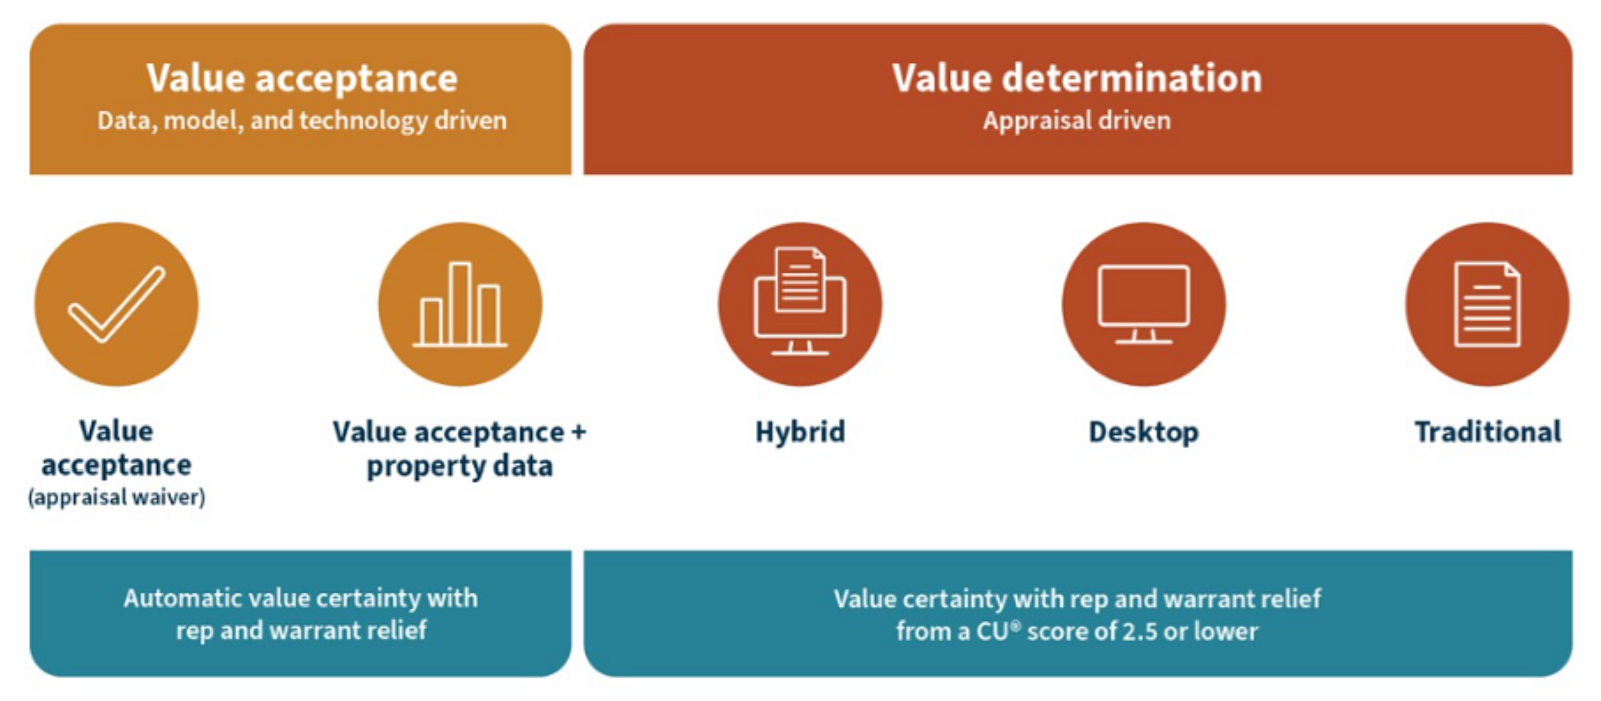 Value acceptance
Data, model, and technology driven
Value determination
Appraisal driven
Value
acceptance
(appraisal waiver)
Value acceptance +
property data
Hybrid
Desktop
Traditional
Automatic value certainty with
rep and warrant relief
Value certainty with rep and warrant relief
from a CU® score of 2.5 or lower